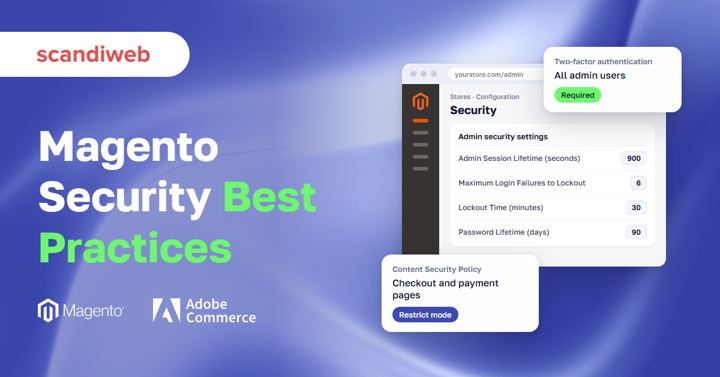 scandiweb
Magento
Security Best
Practices
Magento
Adobe
Commerce
yourstore.com/admin
Stores - Configuration
Security
Admin security settings
Admin Session Lifetime (seconds) 900
Maximum Login Failures to Lockout 6
Lockout Time (minutes) 30
Password Lifetime (days) 90
Two-factor authentication
All admin users
Required
Content Security Policy
Checkout and payment
pages
Restrict mode